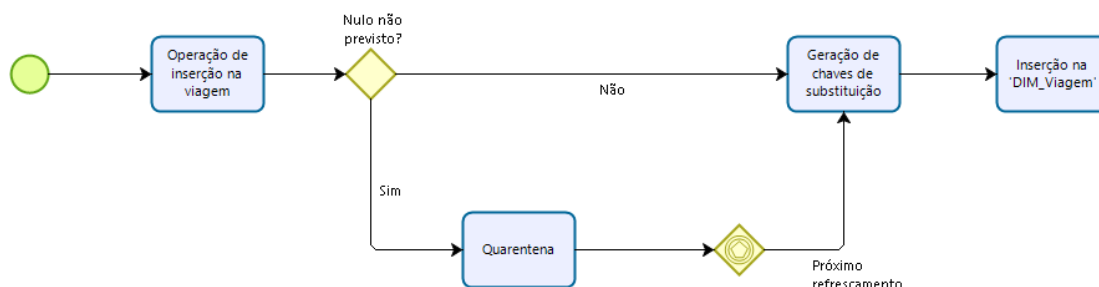 Nulo não
previsto?
Operação de
inserção na
viagem
Geração de
chaves de
substituição
Inserção na
'DIM_Viagem'
Não
Sim
Quarentena
Próximo
refrescamento